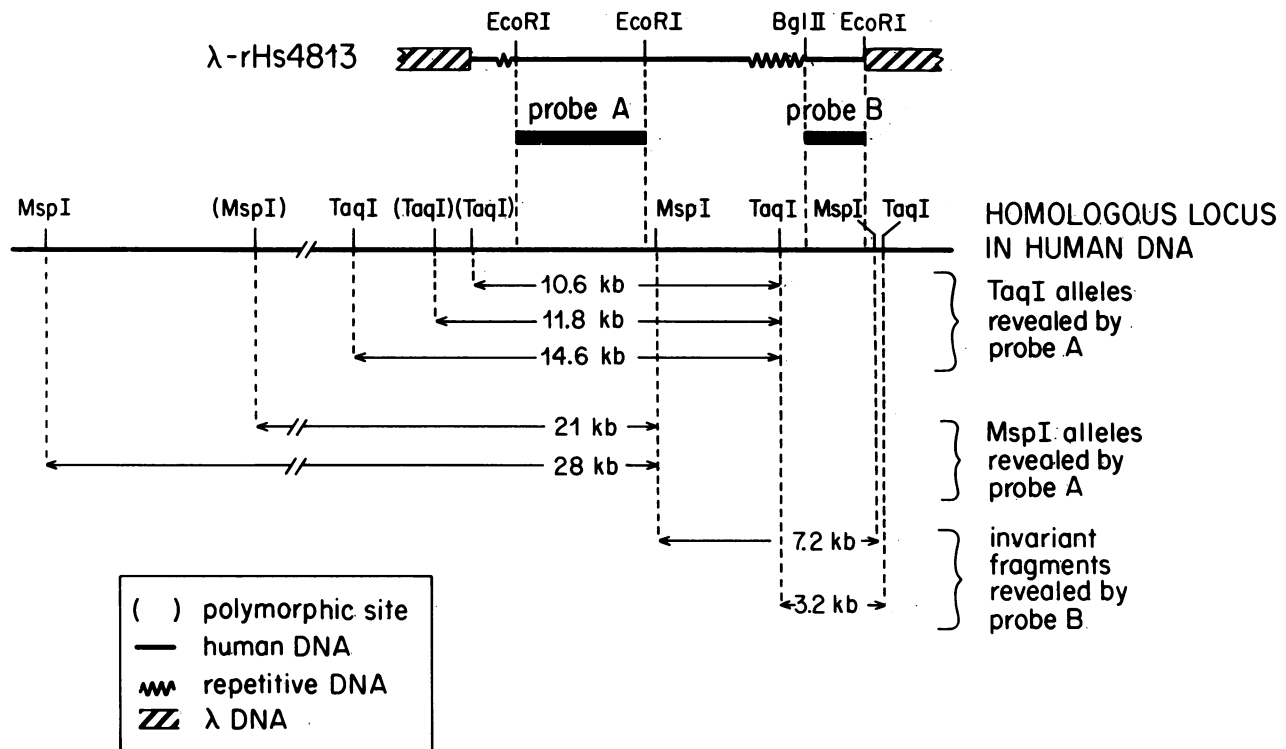 EcoRI EcoRI BglII EcoRI
λ-rHs4813
probe A probe B
MspI (MspI) TaqI (TaqI) (TaqI) MspI TaqI MspI TaqI
HOMOLOGOUS LOCUS
IN HUMAN DNA
10.6 kb
11.8 kb
14.6 kb
TaqI alleles
revealed by
probe A
21 kb
28 kb
MspI alleles
revealed by
probe A
7.2 kb
3.2 kb
invariant
fragments
revealed by
probe B
( ) polymorphic site
human DNA
repetitive DNA
λ DNA